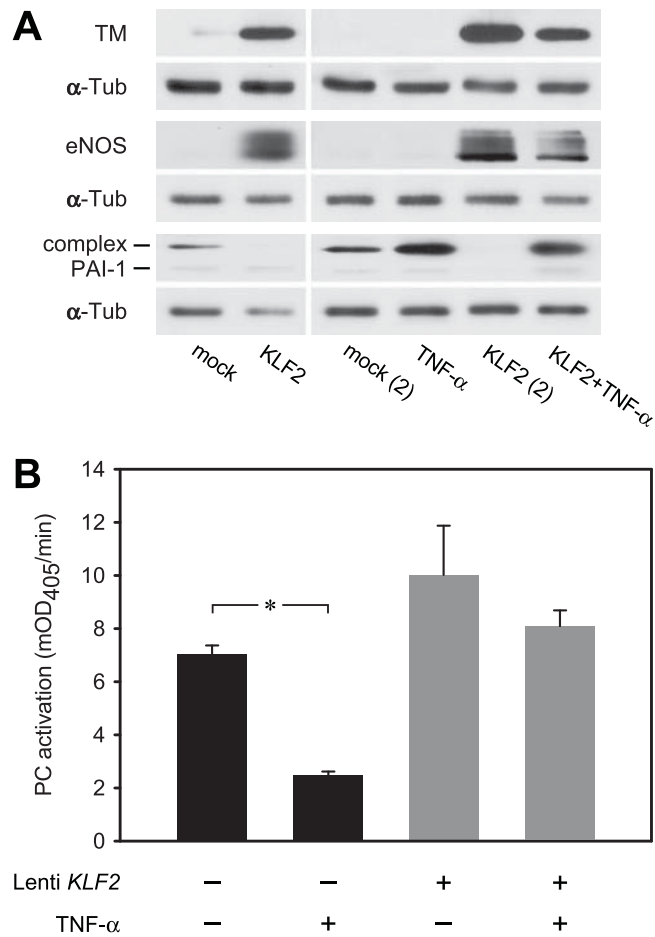 A
TM
α-Tub
eNOS
α-Tub
complex
PAI-1
α-Tub
mock
KLF2
mock (2)
TNF-α
KLF2 (2)
KLF2+TNF-α
B
PC activation (mOD405/min)
14
12
10
8
6
4
2
0
*
Lenti KLF2 – – + +
TNF-α – + – +